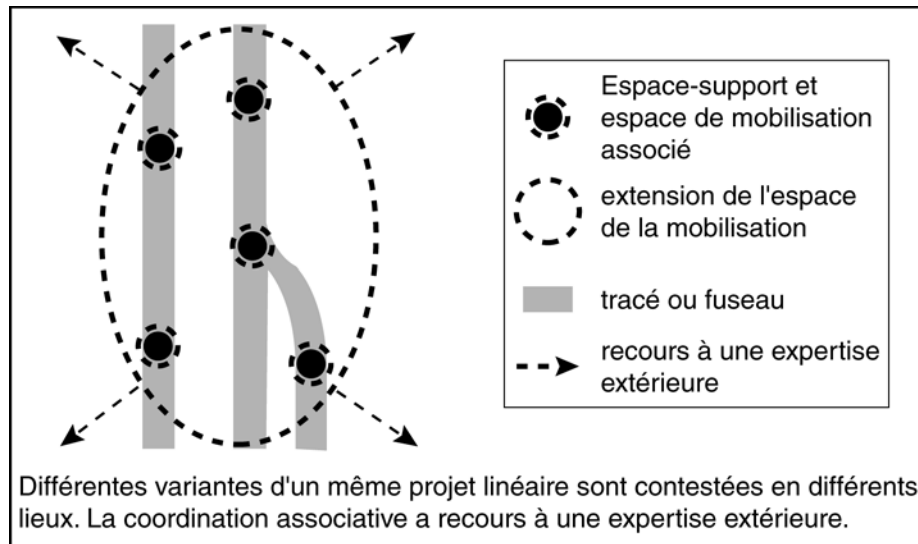 Espace-support et
espace de mobilisation
associé
extension de l'espace
de la mobilisation
tracé ou fuseau
recours à une expertise
extérieure
Différentes variantes d'un même projet linéaire sont contestées en différents
lieux. La coordination associative a recours à une expertise extérieure.